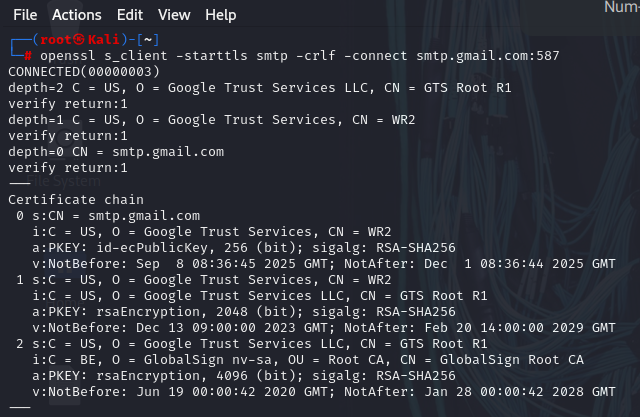 Num-
File Actions Edit View Help
┌──(root㉿Kali)-[~]
└─# openssl s_client -starttls smtp -crlf -connect smtp.gmail.com:587
CONNECTED(00000003)
depth=2 C = US, O = Google Trust Services LLC, CN = GTS Root R1
verify return:1
depth=1 C = US, O = Google Trust Services, CN = WR2
verify return:1
depth=0 CN = smtp.gmail.com
verify return:1
---
File System
Certificate chain
 0 s:CN = smtp.gmail.com
   i:C = US, O = Google Trust Services, CN = WR2
   a:PKEY: id-ecPublicKey, 256 (bit); sigalg: RSA-SHA256
   v:NotBefore: Sep  8 08:36:45 2025 GMT; NotAfter: Dec  1 08:36:44 2025 GMT
 1 s:C = US, O = Google Trust Services, CN = WR2
   i:C = US, O = Google Trust Services LLC, CN = GTS Root R1
   a:PKEY: rsaEncryption, 2048 (bit); sigalg: RSA-SHA256
   v:NotBefore: Dec 13 09:00:00 2023 GMT; NotAfter: Feb 20 14:00:00 2029 GMT
 2 s:C = US, O = Google Trust Services LLC, CN = GTS Root R1
   i:C = BE, O = GlobalSign nv-sa, OU = Root CA, CN = GlobalSign Root CA
   a:PKEY: rsaEncryption, 4096 (bit); sigalg: RSA-SHA256
   v:NotBefore: Jun 19 00:00:42 2020 GMT; NotAfter: Jan 28 00:00:42 2028 GMT
---